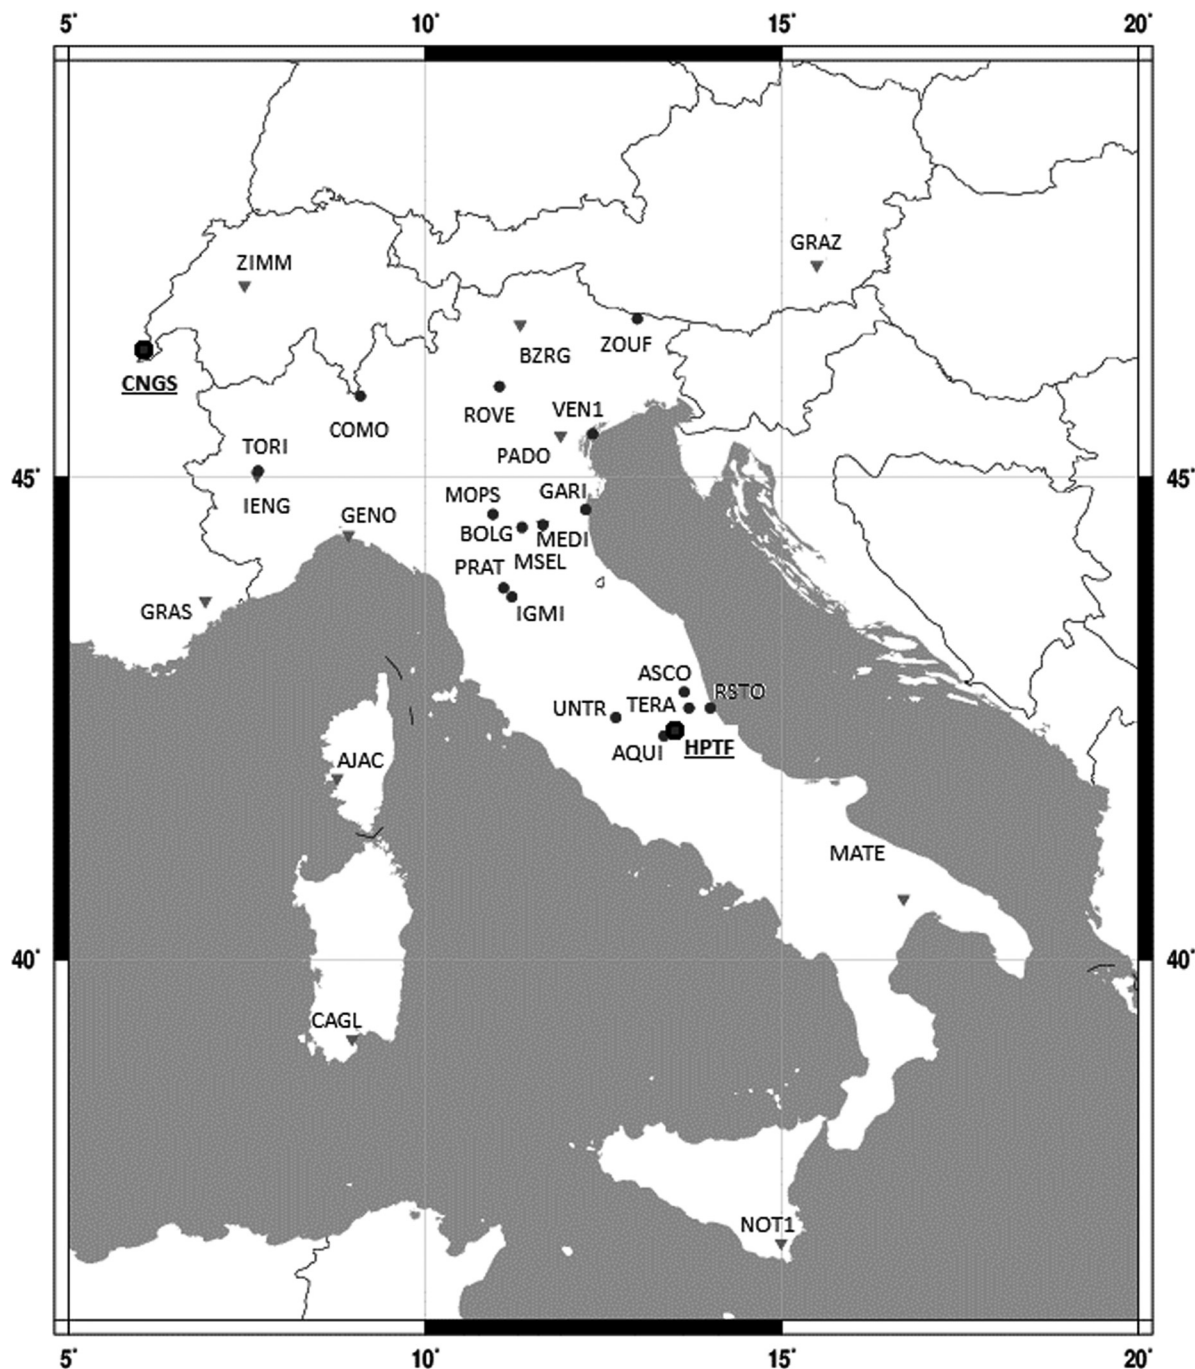 5° 10° 15° 20°
GRAZ
ZIMM
ZOUF
BZRG
CNGS
VEN1
ROVE
COMO
TORI
PADO
45° 45°
GARI
MOPS
IENG
GENO
BOLG
MEDI
MSEL
PRAT
GRAS
IGMI
ASCO
RSTO
UNTR TERA
AQUI HPTF
AJAC
MATE
40° 40°
CAGL
NOT1
5° 10° 15° 20°